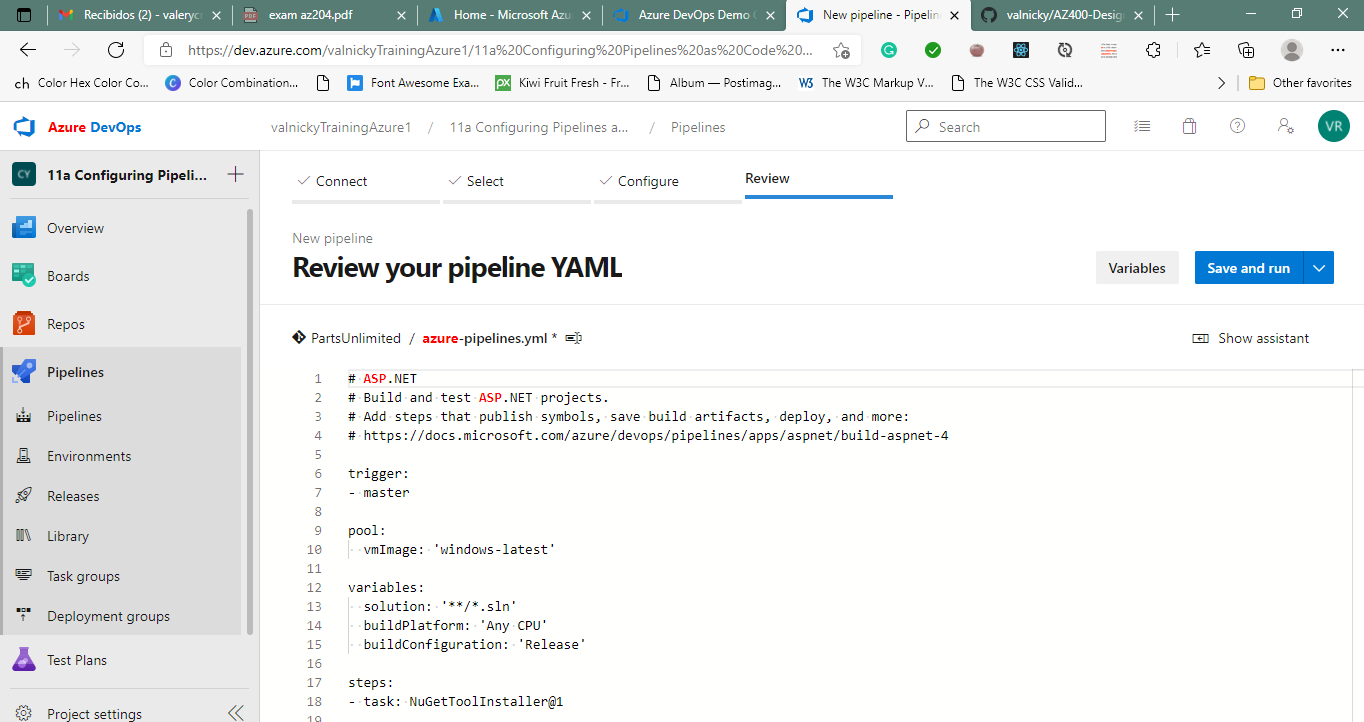 Recibidos (2) - valerycr
exam az204.pdf
Home - Microsoft Azu
Azure DevOps Demo G
New pipeline - Pipelin
valnicky/AZ400-Desig
https://dev.azure.com/valnickyTrainingAzure1/11a%20Configuring%20Pipelines%20as%20Code%20...
ch Color Hex Color Co...
Color Combination...
Font Awesome Exa...
px Kiwi Fruit Fresh - Fr...
Album — Postimag...
W3 The W3C Markup V...
The W3C CSS Valid...
Other favorites
Azure DevOps
valnickyTrainingAzure1 / 11a Configuring Pipelines a... / Pipelines
Search
VR
CY 11a Configuring Pipeli...
Overview
Boards
Repos
Pipelines
Pipelines
Environments
Releases
Library
Task groups
Deployment groups
Test Plans
Project settings
Connect
Select
Configure
Review
New pipeline
Review your pipeline YAML
Variables
Save and run
PartsUnlimited / azure-pipelines.yml *
Show assistant
1 # ASP.NET
2 # Build and test ASP.NET projects.
3 # Add steps that publish symbols, save build artifacts, deploy, and more:
4 # https://docs.microsoft.com/azure/devops/pipelines/apps/aspnet/build-aspnet-4
5
6 trigger:
7 - master
8
9 pool:
10 vmImage: 'windows-latest'
11
12 variables:
13 solution: '**/*.sln'
14 buildPlatform: 'Any CPU'
15 buildConfiguration: 'Release'
16
17 steps:
18 - task: NuGetToolInstaller@1
19